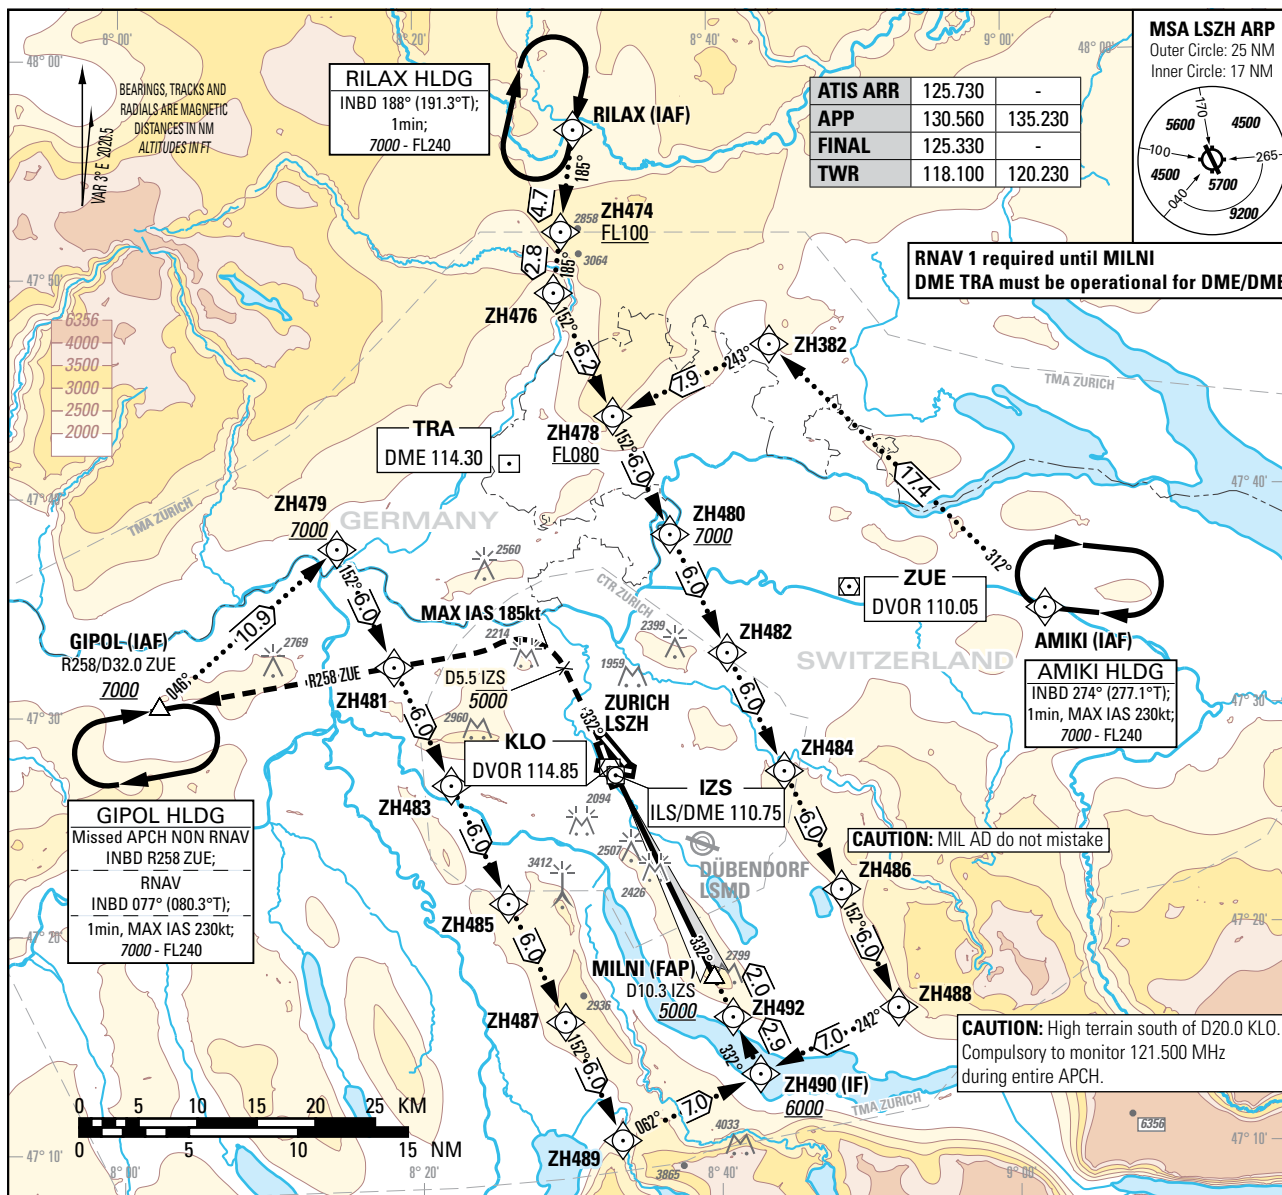 8° 00'
8° 20'
8° 40'
9° 00'
48° 00'
48° 00'
BEARINGS, TRACKS AND
RADIALS ARE MAGNETIC
DISTANCES IN NM
ALTITUDES IN FT
VAR 3° E '2020.5
RILAX HLDG
INBD 188° (191.3°T);
1min;
7000 - FL240
RILAX (IAF)
185°
4.7
ATIS ARR 125.730 -
APP 130.560 135.230
FINAL 125.330 -
TWR 118.100 120.230
MSA LSZH ARP
Outer Circle: 25 NM
Inner Circle: 17 NM
170
5600
4500
100
265
4500
5700
040
9200
ZH474
FL100
2858
3064
2.8
185°
RNAV 1 required until MILNI
DME TRA must be operational for DME/DME
47° 50'
6356
4000
3500
3000
2500
2000
ZH476
152°
6.2
ZH382
243°
7.9
TMA ZURICH
TRA
DME 114.30
ZH478
FL080
152°
6.0
17.4
47° 40'
47° 40'
TMA ZURICH
ZH479
7000
GERMANY
ZH480
7000
312°
2560
152°
6.0
6.0
CTR ZURICH
ZUE
DVOR 110.05
10.9
GIPOL (IAF)
R258/D32.0 ZUE
7000
046°
2769
MAX IAS 185kt
2214
2399
ZH482
AMIKI (IAF)
SWITZERLAND
AMIKI HLDG
INBD 274° (277.1°T);
1min, MAX IAS 230kt;
7000 - FL240
R258 ZUE
D5.5 IZS
5000
1959
6.0
ZH481
47° 30'
47° 30'
2960
332°
ZURICH
LSZH
6.0
KLO
DVOR 114.85
ZH484
ZH483
IZS
ILS/DME 110.75
GIPOL HLDG
Missed APCH NON RNAV
INBD R258 ZUE;
RNAV
INBD 077° (080.3°T);
1min, MAX IAS 230kt;
7000 - FL240
2094
6.0
6.0
CAUTION: MIL AD do not mistake
2507
3412
2426
DÜBENDORF
LSMD
ZH486
ZH485
152°
6.0
47° 20'
47° 20'
6.0
332°
2799
MILNI (FAP)
D10.3 IZS
5000
2.0
2936
ZH487
ZH492
ZH488
242°
7.0
2.9
332°
CAUTION: High terrain south of D20.0 KLO.
Compulsory to monitor 121.500 MHz
during entire APCH.
152°
6.0
ZH490 (IF)
6000
TMA ZURICH
062°
7.0
0 5 10 15 20 25 KM
0 5 10 15 NM
4033
6356
ZH489
3865
47° 10'
47° 10'
8° 00'
8° 20'
8° 40'
9° 00'